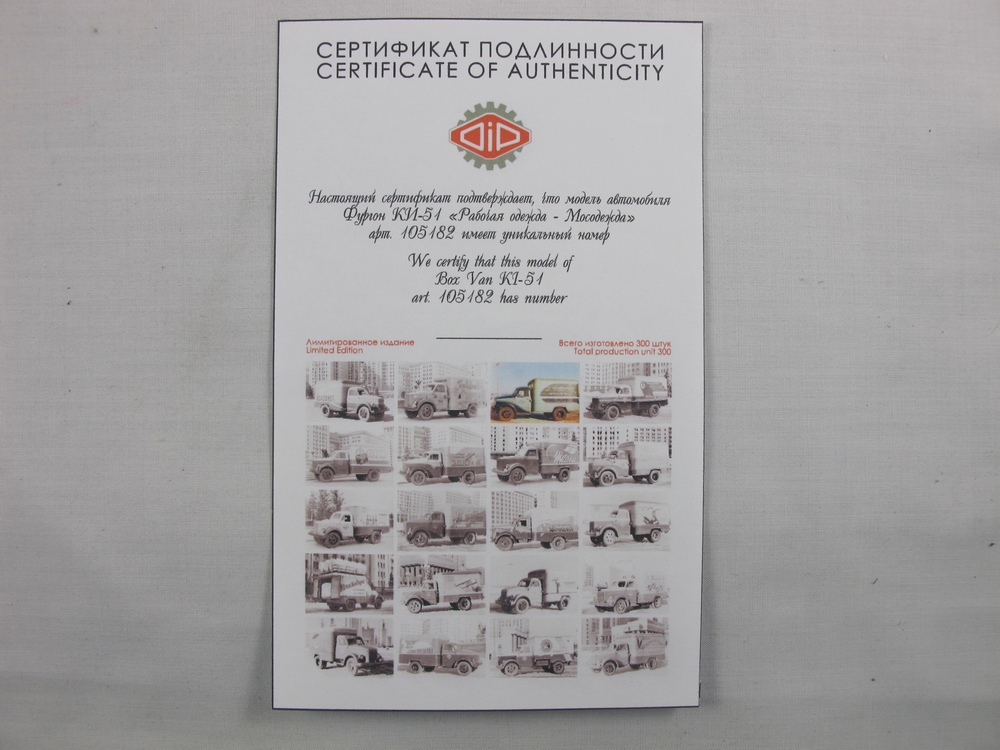 СЕРТИФИКАТ ПОДЛИННОСТИ
CERTIFICATE OF AUTHENTICITY
DiD
Настоящий сертификат подтверждает, что модель автомобиля
Фургон КИ-51 «Рабочая одежда - Мосодежда»
арт. 105182 имеет уникальный номер
We certify that this model of
Box Van KI-51
art. 105182 has number
Лимитированное издание
Limited Edition
Всего изготовлено 300 штук
Total production unit 300